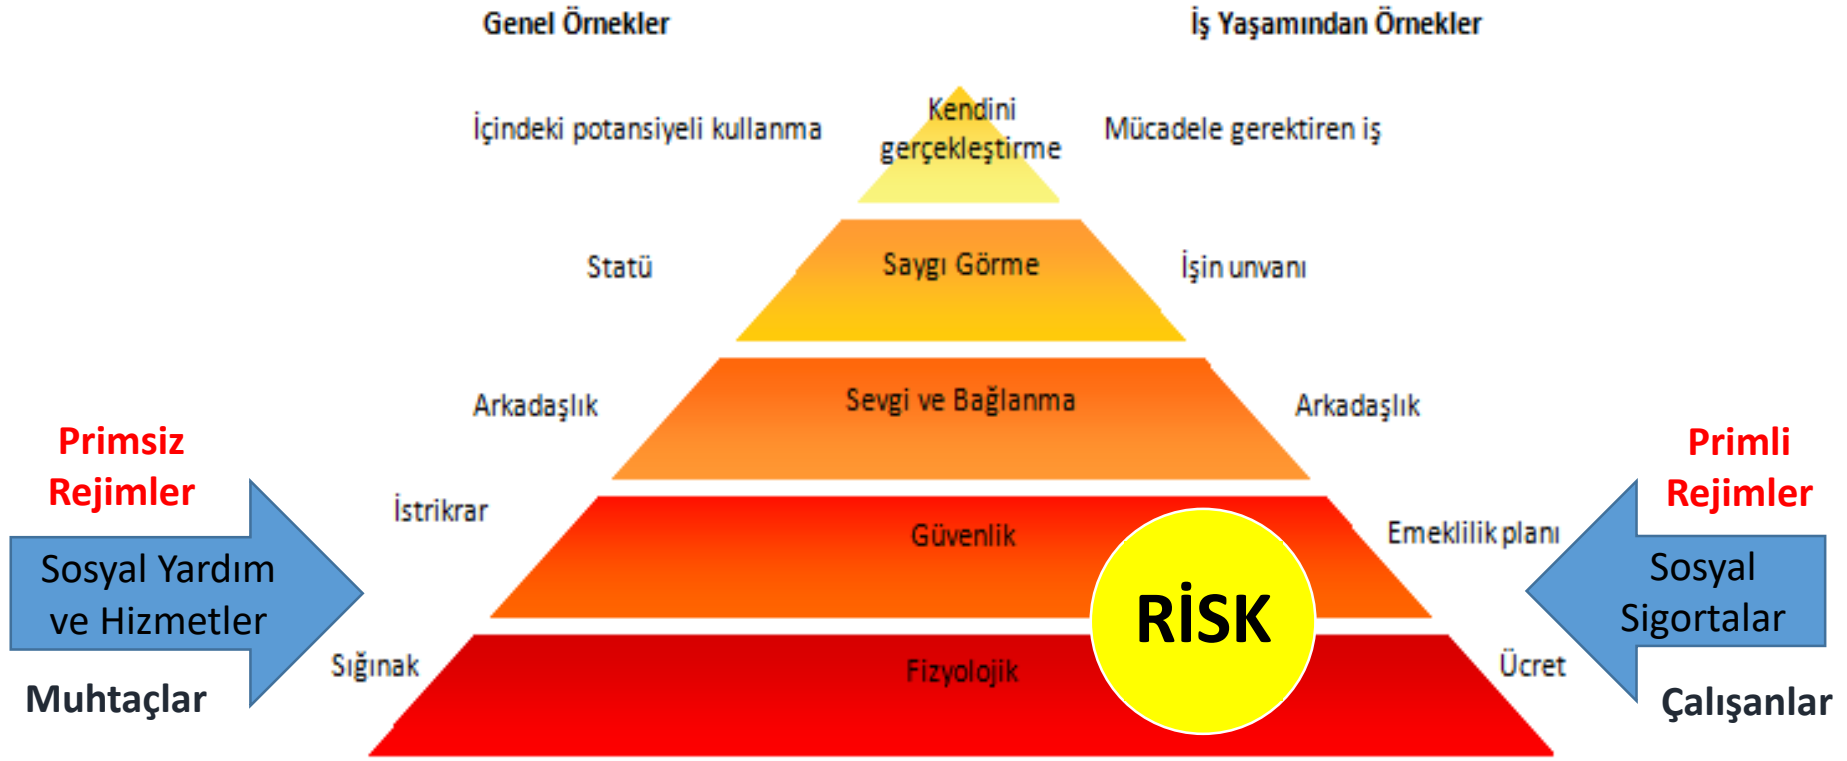 Genel Örnekler
İş Yaşamından Örnekler
İçindeki potansiyeli kullanma
Kendini
gerçekleştirme
Mücadele gerektiren iş
Statü
Saygı Görme
İşin unvanı
Arkadaşlık
Sevgi ve Bağlanma
Arkadaşlık
Primsiz
Rejimler
Primli
Rejimler
İstrikrar
Güvenlik
Emeklilik planı
Sosyal Yardım
ve Hizmetler
RİSK
Sosyal
Sigortalar
Sığınak
Fizyolojik
Ücret
Muhtaçlar
Çalışanlar